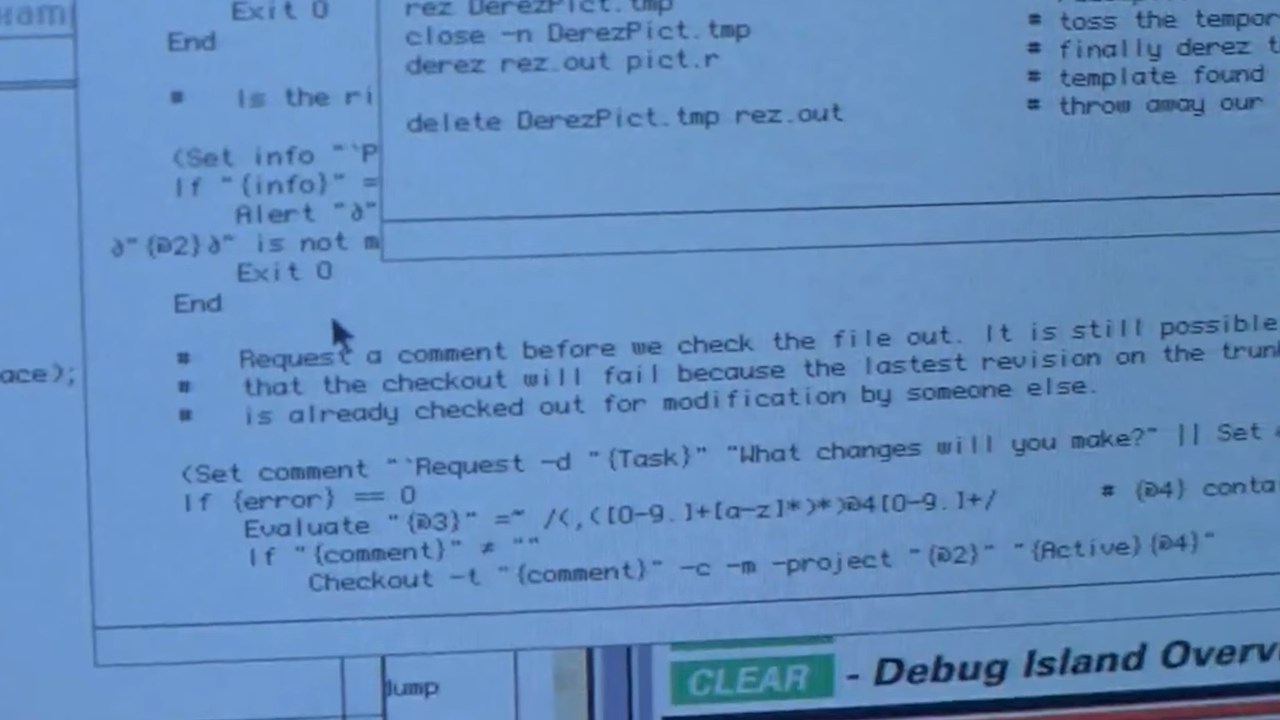 Exit 0
End
# Is the ri
(Set info "`P
If "{info}" =
Alert "∂"
∂"{®2}∂" is not m
Exit 0
End
# Request a comment before we check the file out. It is still possible
# that the checkout will fail because the lastest revision on the trunk
# is already checked out for modification by someone else.
(Set comment "`Request -d "{Task}" "What changes will you make?" || Set
If {error} == 0
Evaluate "{®3}" =~ /(,([0-9.]+[a-z]*)*)®4[0-9.]+/ # {®4} conta
If "{comment}" ≠ ""
Checkout -t "{comment}" -c -m -project "{®2}" "{Active}{®4}"
rez DerezPict.tmp
close -n DerezPict.tmp # toss the tempor
derez rez.out pict.r # finally derez t
# template found
delete DerezPict.tmp rez.out # throw away our
ace);
Jump
CLEAR - Debug Island Overvi